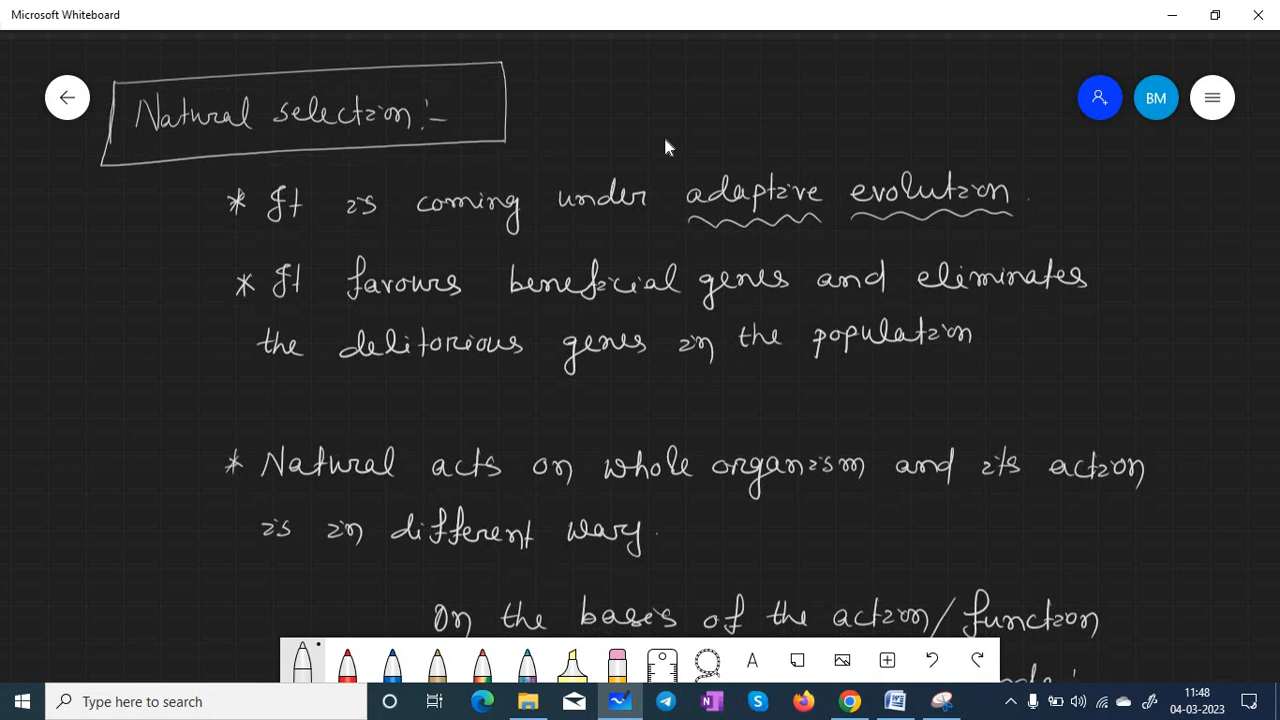 Microsoft Whiteboard
Natural selection:-
BM
* It is coming under adaptive evolution.
* It favours beneficial genes and eliminates
the delitorious genes in the population
* Natural acts on whole organism and its action
is in different way.
On the bases of the action/function
A
Type here to search
11:48
04-03-2023